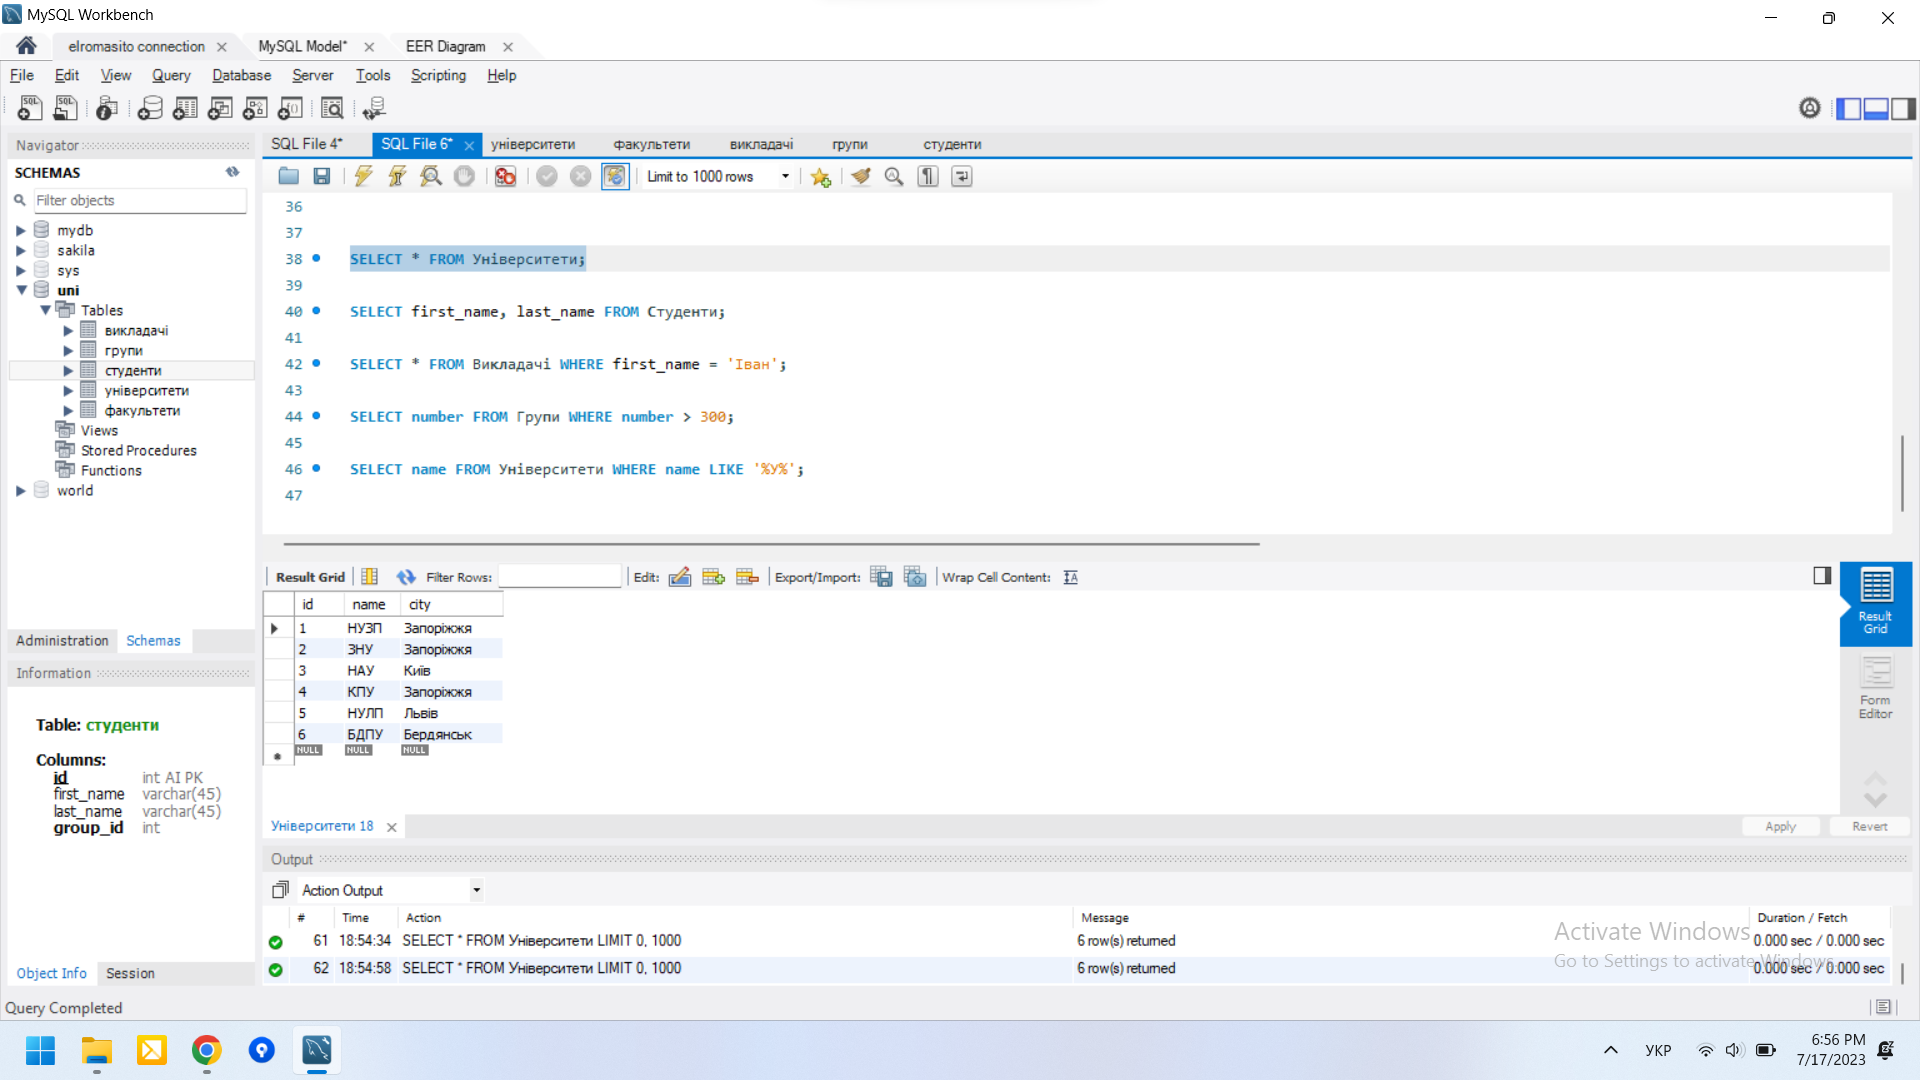 MySQL Workbench
elromasito connection
MySQL Model*
EER Diagram
File Edit View Query Database Server Tools Scripting Help
Navigator
SCHEMAS
Filter objects
mydb
sakila
sys
uni
Tables
викладачі
групи
студенти
університети
факультети
Views
Stored Procedures
Functions
world
Administration Schemas
Information
Table: студенти
Columns:
id int AI PK
first_name varchar(45)
last_name varchar(45)
group_id int
Object Info Session
Query Completed
SQL File 4* SQL File 6* університети факультети викладачі групи студенти
Limit to 1000 rows
36
37
38 SELECT * FROM Університети;
39
40 SELECT first_name, last_name FROM Студенти;
41
42 SELECT * FROM Викладачі WHERE first_name = 'Іван';
43
44 SELECT number FROM Групи WHERE number > 300;
45
46 SELECT name FROM Університети WHERE name LIKE '%У%';
47
Result Grid Filter Rows: Edit: Export/Import: Wrap Cell Content:
id name city
1 НУЗП Запоріжжя
2 ЗНУ Запоріжжя
3 НАУ Київ
4 КПУ Запоріжжя
5 НУЛП Львів
6 БДПУ Бердянськ
NULL NULL NULL
Result
Grid
Form
Editor
Університети 18
Apply Revert
Output
Action Output
# Time Action Message Duration / Fetch
61 18:54:34 SELECT * FROM Університети LIMIT 0, 1000 6 row(s) returned 0.000 sec / 0.000 sec
62 18:54:58 SELECT * FROM Університети LIMIT 0, 1000 6 row(s) returned 0.000 sec / 0.000 sec
Activate Windows
Go to Settings to activate Windows.
УКР
6:56 PM
7/17/2023